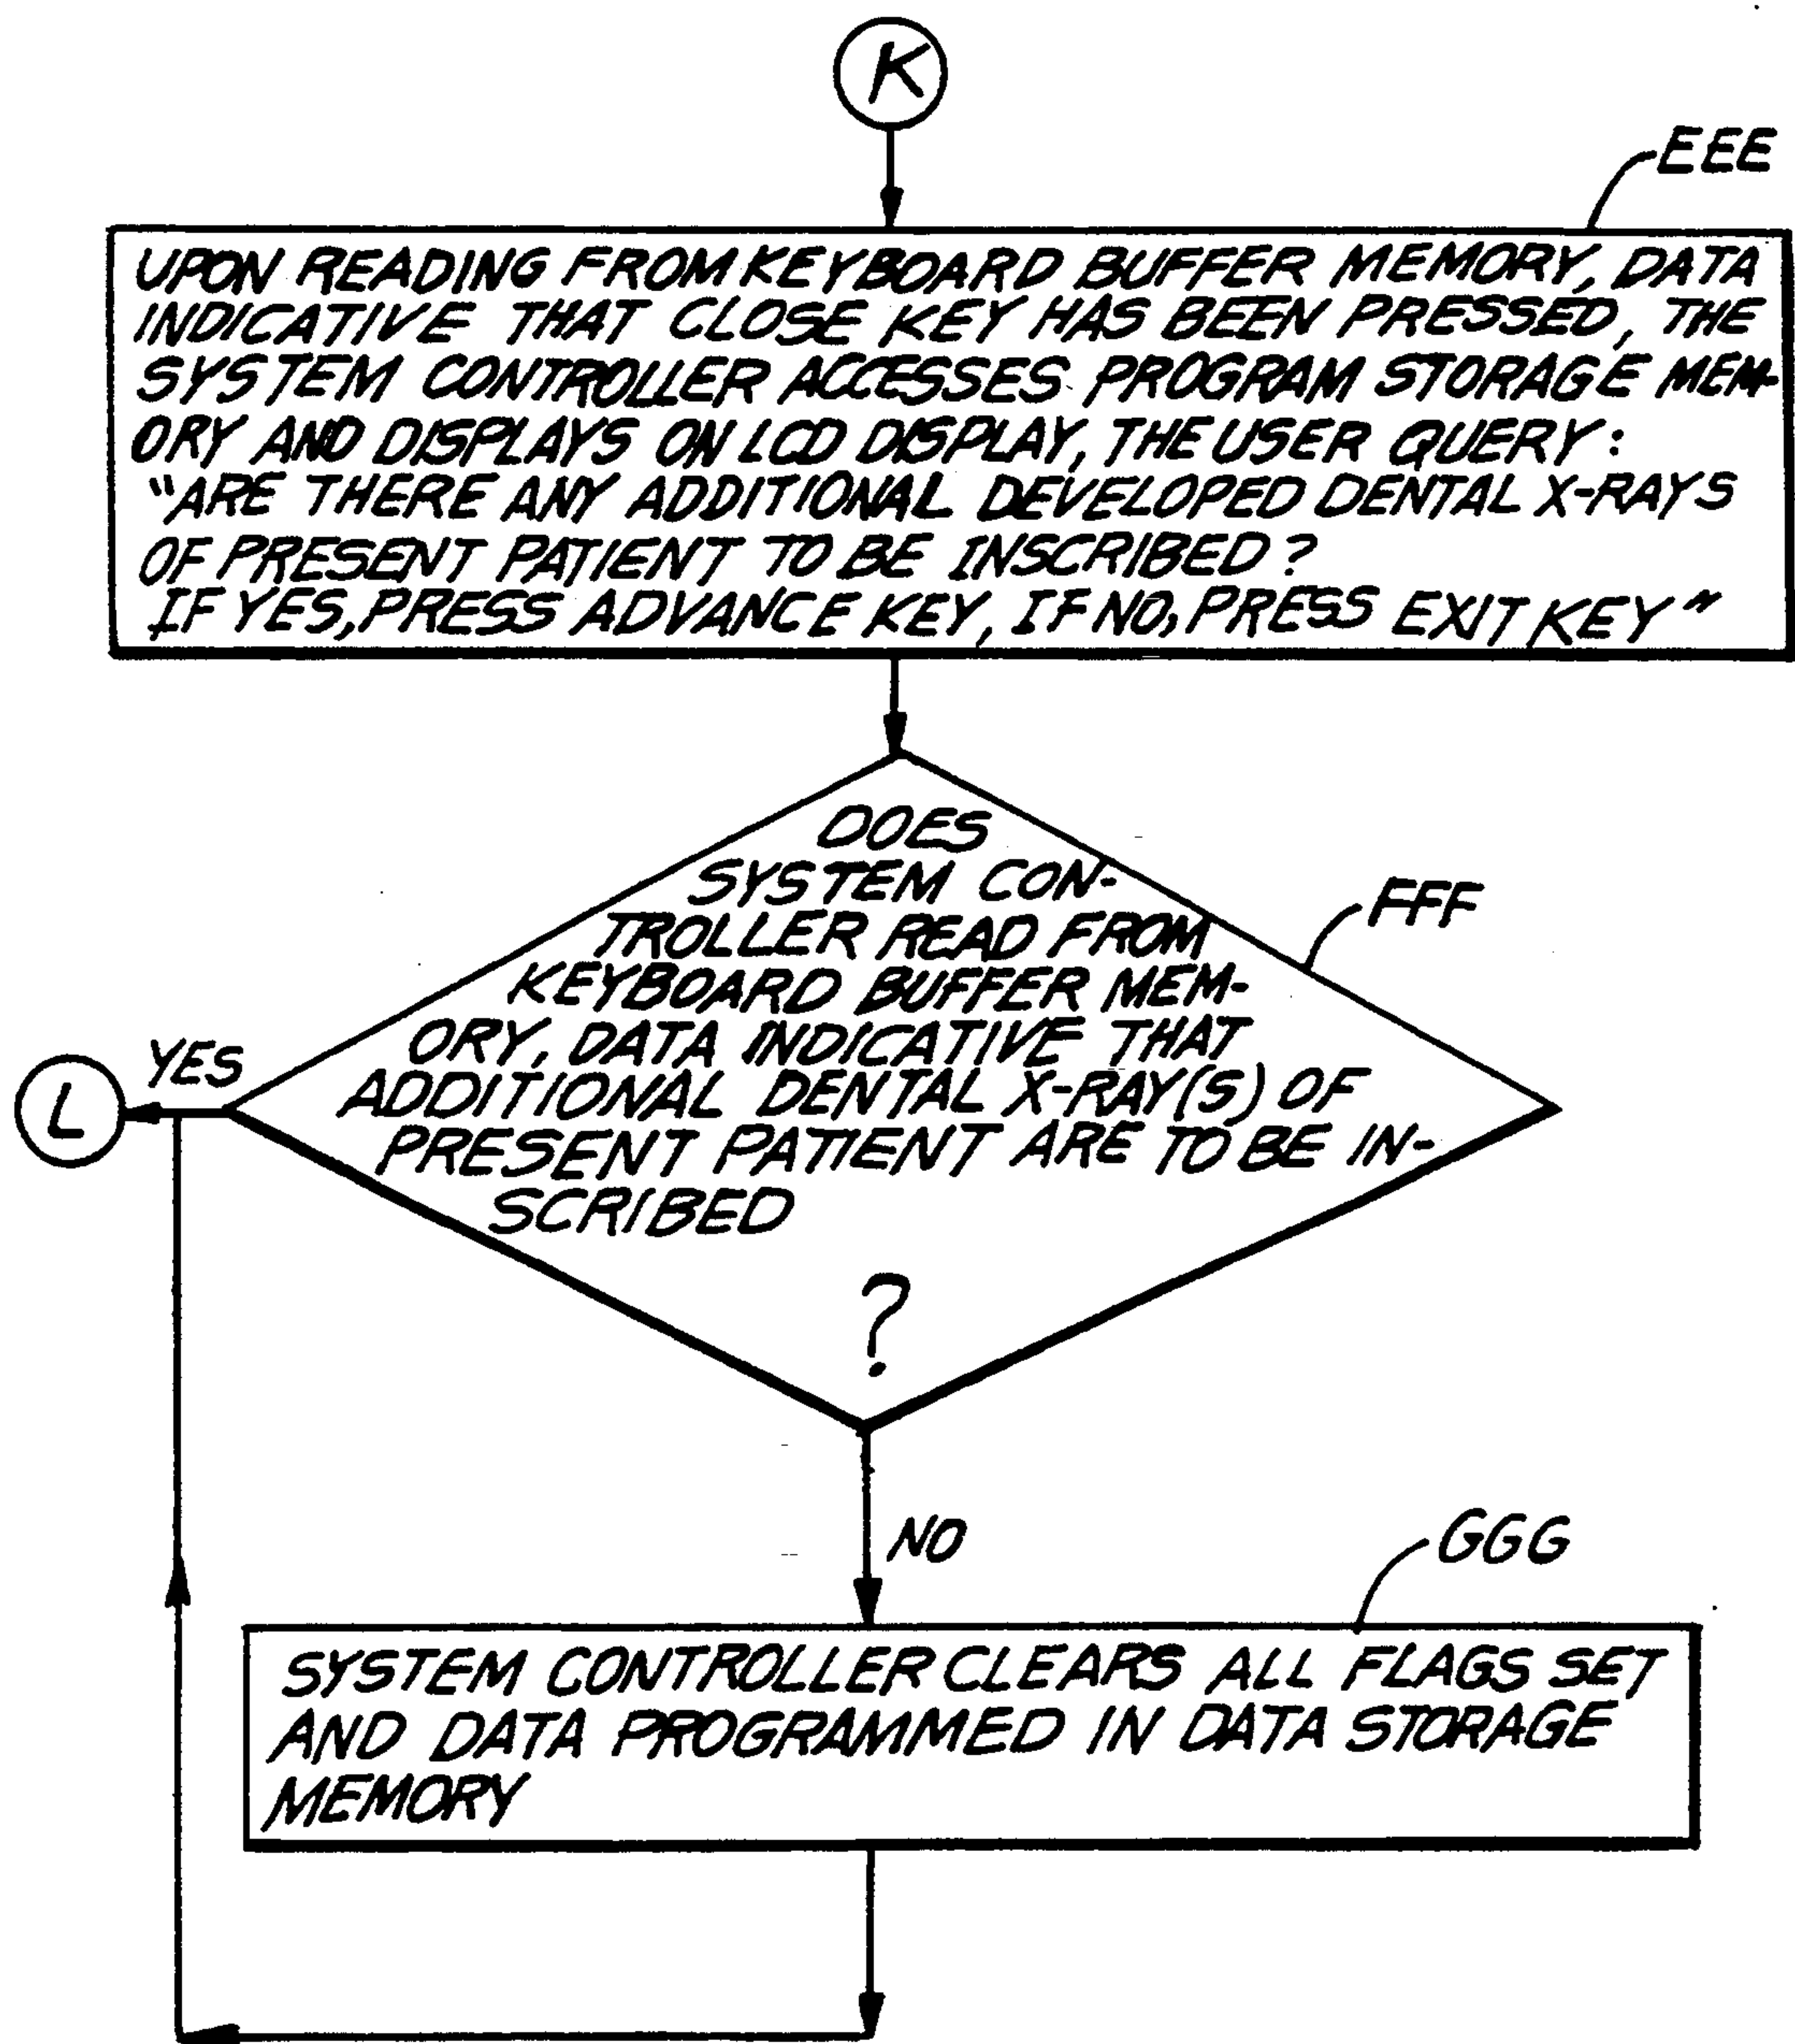 K
EEE
UPON READING FROM KEYBOARD BUFFER MEMORY, DATA
INDICATIVE THAT CLOSE KEY HAS BEEN PRESSED, THE
SYSTEM CONTROLLER ACCESSES PROGRAM STORAGE MEM-
ORY AND DISPLAYS ON LCD DISPLAY, THE USER QUERY:
"ARE THERE ANY ADDITIONAL DEVELOPED DENTAL X-RAYS
OF PRESENT PATIENT TO BE INSCRIBED?
IF YES, PRESS ADVANCE KEY, IF NO, PRESS EXIT KEY"
DOES
SYSTEM CON-
TROLLER READ FROM
KEYBOARD BUFFER MEM-
ORY, DATA INDICATIVE THAT
ADDITIONAL DENTAL X-RAY(S) OF
PRESENT PATIENT ARE TO BE IN-
SCRIBED
?
FFF
YES
L
NO
GGG
SYSTEM CONTROLLER CLEARS ALL FLAGS SET
AND DATA PROGRAMMED IN DATA STORAGE
MEMORY